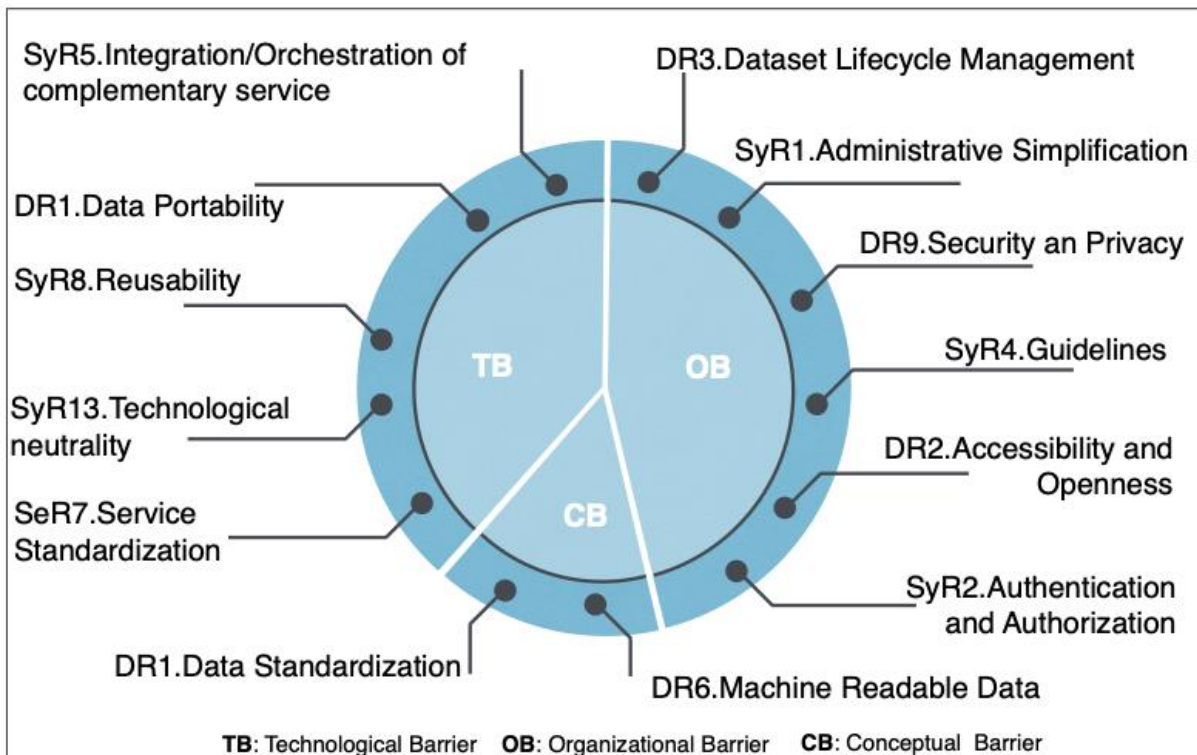 SyR5.Integration/Orchestration of
complementary service
DR3.Dataset Lifecycle Management
SyR1.Administrative Simplification
DR1.Data Portability
DR9.Security an Privacy
SyR8.Reusability
SyR4.Guidelines
TB
OB
SyR13.Technological
neutrality
DR2.Accessibility and
Openness
SeR7.Service
Standardization
CB
SyR2.Authentication
and Authorization
DR1.Data Standardization
DR6.Machine Readable Data
TB: Technological Barrier OB: Organizational Barrier CB: Conceptual Barrier